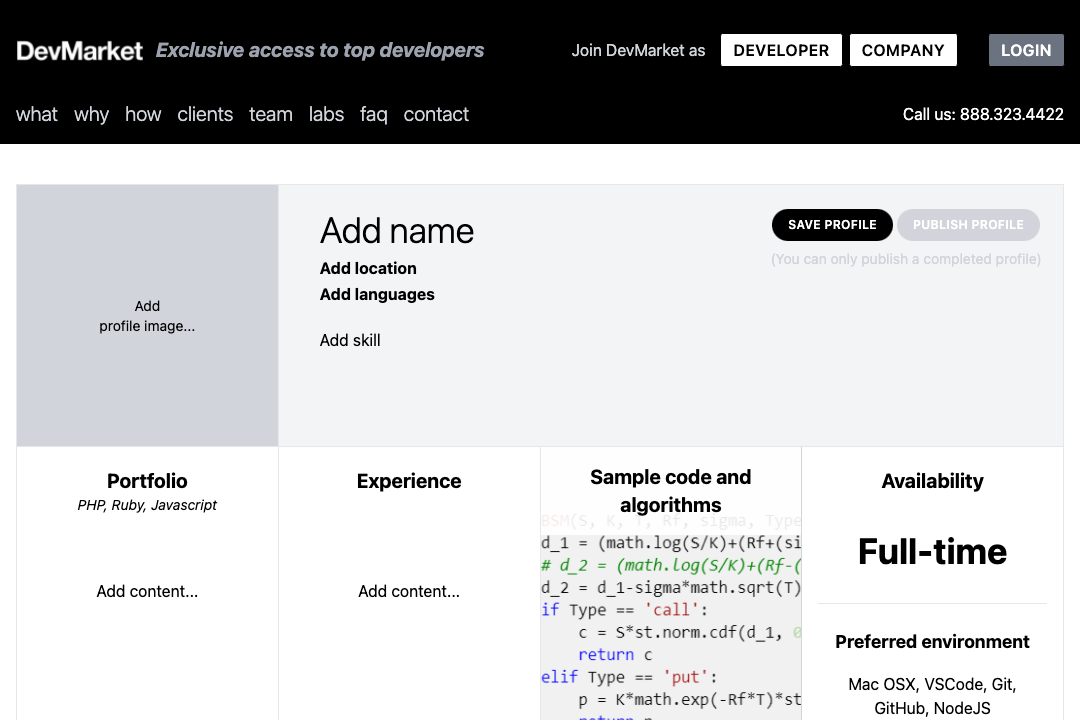 DevMarket Exclusive access to top developers Join DevMarket as DEVELOPER COMPANY LOGIN
what why how clients team labs faq contact Call us: 888.323.4422
Add name
SAVE PROFILE PUBLISH PROFILE
(You can only publish a completed profile)
Add location
Add languages
Add skill
Add
profile image...
Portfolio
PHP, Ruby, Javascript
Add content...
Experience
Add content...
Sample code and
algorithms
BSM(S, K, T, Rf, sigma, Type
d_1 = (math.log(S/K)+(Rf+(si
# d_2 = (math.log(S/K)+(Rf-(
d_2 = d_1-sigma*math.sqrt(T)
if Type == 'call':
c = S*st.norm.cdf(d_1, 0
return c
elif Type == 'put':
p = K*math.exp(-Rf*T)*st
Availability
Full-time
Preferred environment
Mac OSX, VSCode, Git,
GitHub, NodeJS